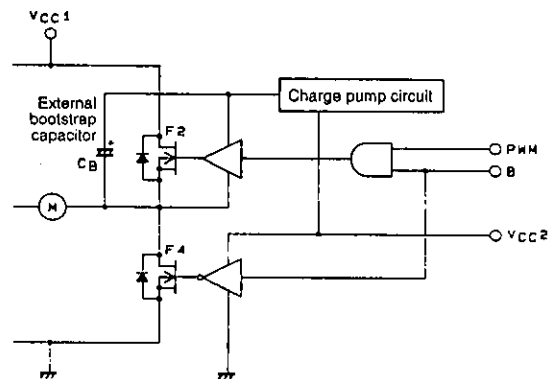 VCC1
External
bootstrap
capacitor
Charge pump circuit
F2
+
CB
PWM
B
M
VCC2
F4